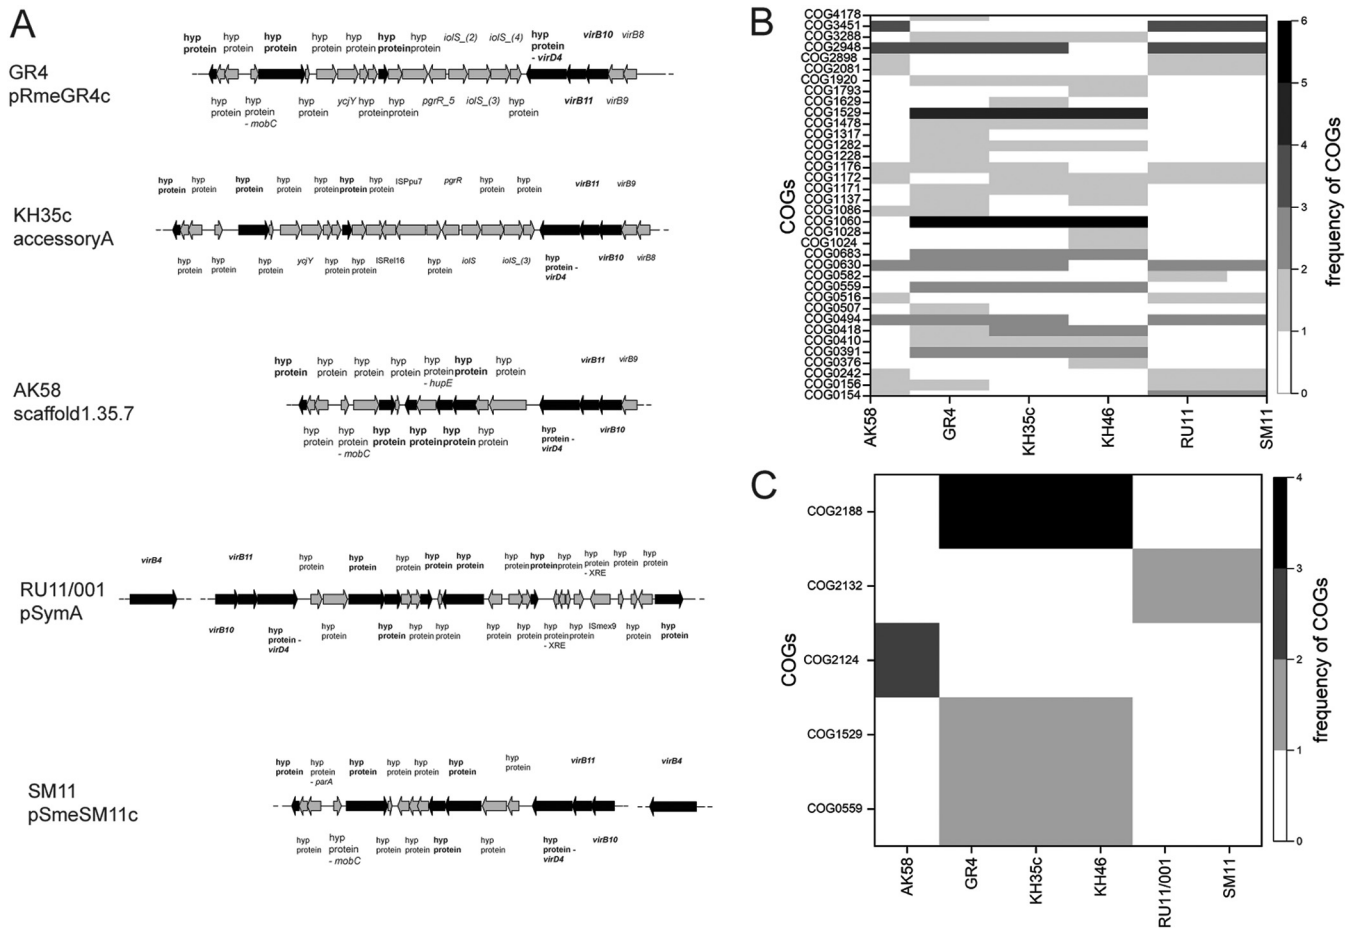 A
GR4
pRmeGR4c
hyp protein
hyp protein
hyp protein
hyp protein
hyp protein
hyp protein
hyp protein
iolS_(2)
iolS_(4)
hyp protein - virD4
virB10
virB8
hyp protein
hyp protein - mobC
hyp protein
ycjY
hyp protein
hyp protein
pgrR_5
iolS_(3)
hyp protein
virB11
virB9
KH35c
accessoryA
hyp protein
hyp protein
hyp protein
hyp protein
hyp protein
hyp protein
hyp protein
ISPpu7
pgrR
hyp protein
hyp protein
virB11
virB9
hyp protein
hyp protein
hyp protein
ycjY
hyp protein
hyp protein
ISRel16
hyp protein
iolS
iolS_(3)
hyp protein - virD4
virB10
virB8
AK58
scaffold1.35.7
hyp protein
hyp protein
hyp protein
hyp protein
hyp protein - hupE
hyp protein
hyp protein
virB11
virB9
hyp protein
hyp protein - mobC
hyp protein
hyp protein
hyp protein
hyp protein
hyp protein - virD4
virB10
RU11/001
pSymA
virB4
virB11
hyp protein
hyp protein
hyp protein
hyp protein
hyp protein
hyp protein
hyp protein
hyp protein
hyp protein - XRE
hyp protein
hyp protein
virB10
hyp protein - virD4
hyp protein
hyp protein
hyp protein
hyp protein
hyp protein
hyp protein
hyp protein - XRE
hyp protein
ISmex9
hyp protein
hyp protein
SM11
pSmeSM11c
hyp protein
hyp protein - parA
hyp protein
hyp protein
hyp protein
hyp protein
hyp protein
virB11
virB4
hyp protein
hyp protein - mobC
hyp protein
hyp protein
hyp protein
hyp protein
hyp protein - virD4
virB10
B
COGs
COG4178
COG3451
COG3288
COG2948
COG2898
COG2081
COG1920
COG1793
COG1629
COG1529
COG1478
COG1317
COG1282
COG1228
COG1176
COG1172
COG1171
COG1137
COG1086
COG1060
COG1028
COG1024
COG0683
COG0630
COG0582
COG0559
COG0516
COG0507
COG0494
COG0418
COG0410
COG0391
COG0376
COG0242
COG0156
COG0154
AK58
GR4
KH35c
KH46
RU11
SM11
6
5
4
3
2
1
0
frequency of COGs
C
COGs
COG2188
COG2132
COG2124
COG1529
COG0559
AK58
GR4
KH35c
KH46
RU11/001
SM11
4
3
2
1
0
frequency of COGs